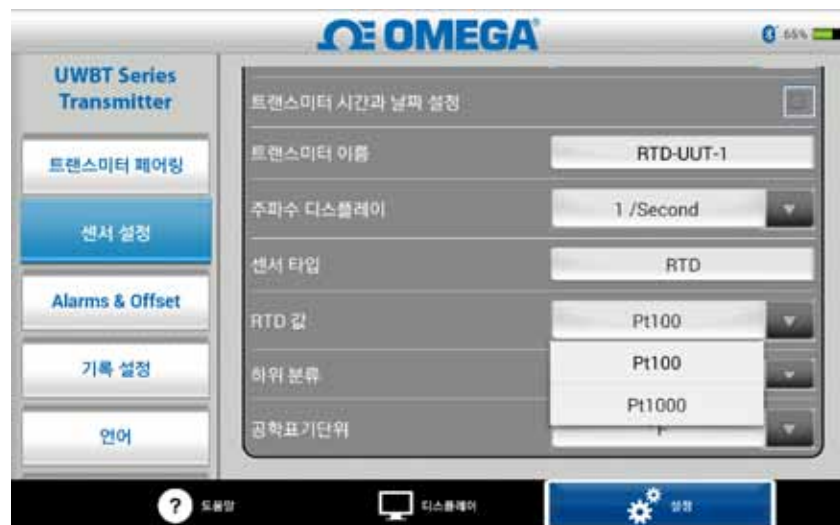 OMEGA
65%
UWBT Series
Transmitter
트랜스미터 페어링
센서 설정
Alarms & Offset
기록 설정
언어
트랜스미터 시간과 날짜 설정
트랜스미터 이름
RTD-UUT-1
주파수 디스플레이
1 /Second
센서 타입
RTD
RTD 값
Pt100
Pt100
Pt1000
하위 분류
공학표기단위
?
도움말
디스플레이
설정